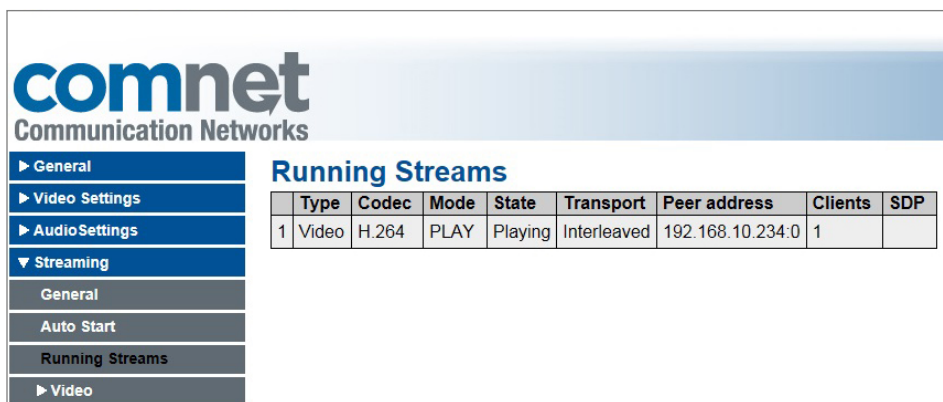 comnet
Communication Networks
General
Video Settings
AudioSettings
Streaming
General
Auto Start
Running Streams
Video
Running Streams
Type Codec Mode State Transport Peer address Clients SDP
1 Video H.264 PLAY Playing Interleaved 192.168.10.234:0 1